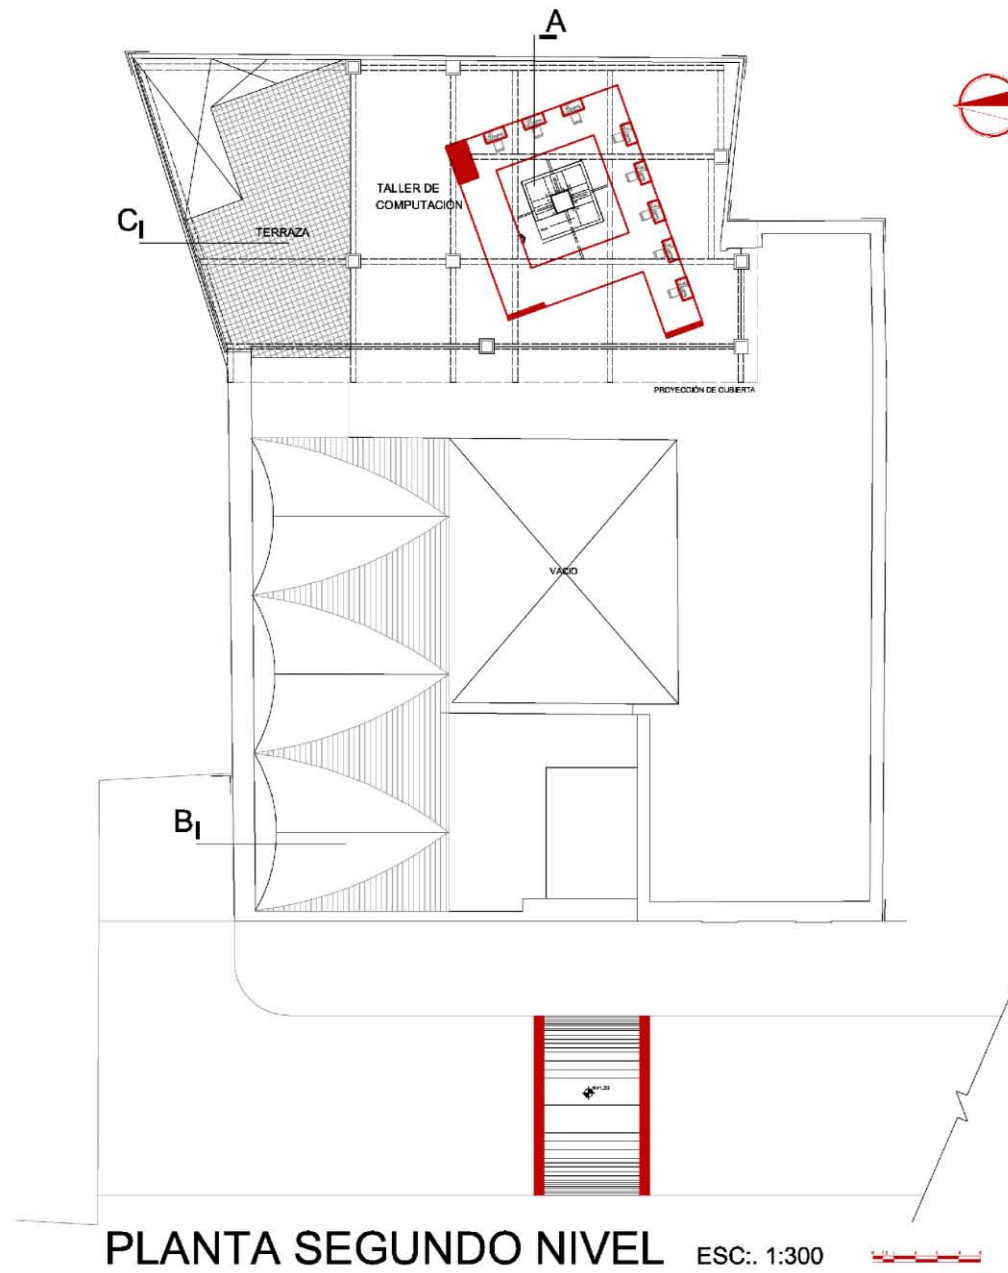 A
C
TALLER DE
COMPUTACIÓN
TERRAZA
PROYECCIÓN DE CUBIERTA
VACIO
B
PLANTA SEGUNDO NIVEL
ESC:. 1:300